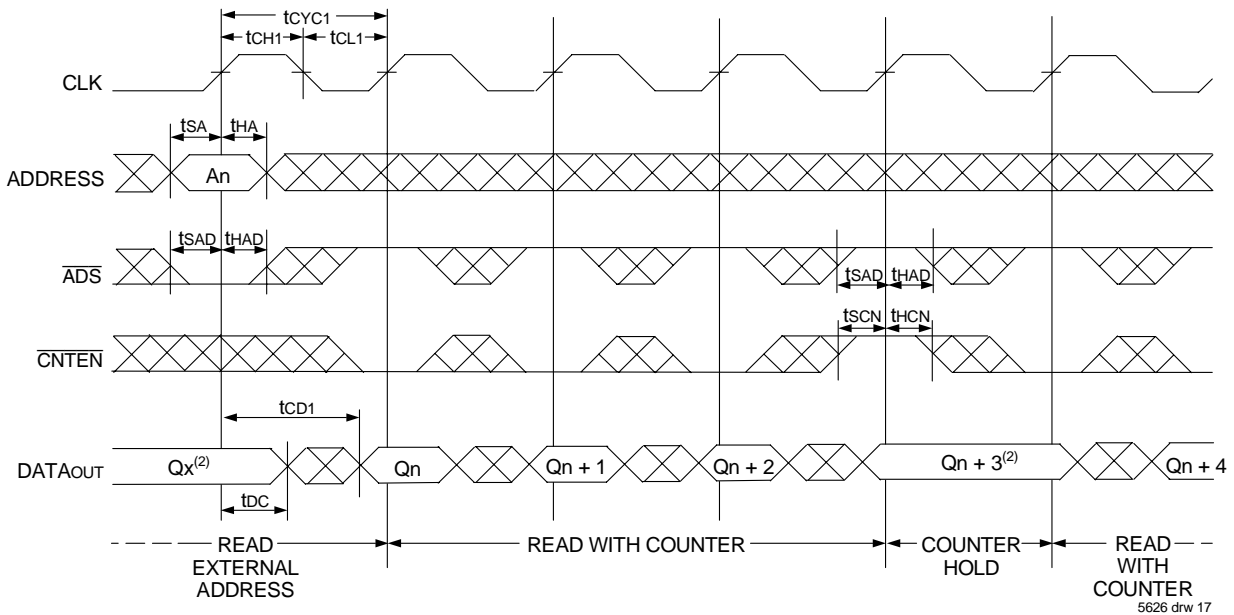 tCYC1
tCH1 tCL1
CLK
tSA tHA
ADDRESS An
tSAD tHAD
ADS
tSAD tHAD
tSCN tHCN
CNTEN
tCD1
DATAOUT Qx(2) Qn Qn + 1 Qn + 2 Qn + 3(2) Qn + 4
tDC
READ EXTERNAL ADDRESS
READ WITH COUNTER
COUNTER HOLD
READ WITH COUNTER
5626 drw 17